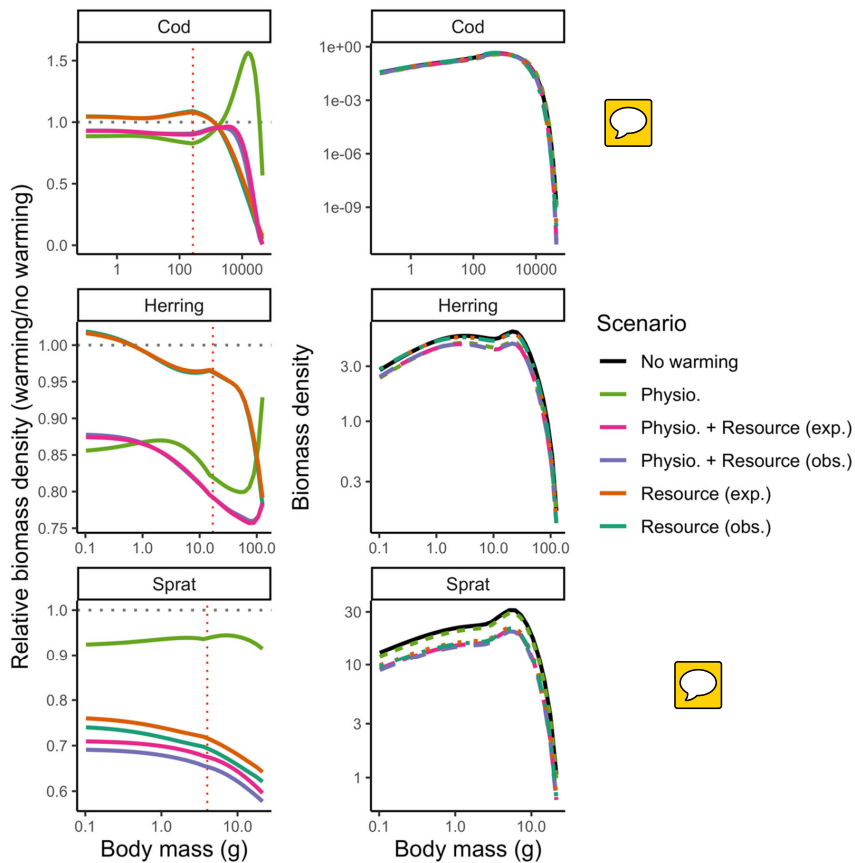 Cod
Cod
1.5
1.0
0.5
0.0
1 100 10000
1e+00
1e-03
1e-06
1e-09
1 100 10000
Herring
Herring
1.00
0.95
0.90
0.85
0.80
0.75
0.1 1.0 10.0 100.0
3.0
1.0
0.3
0.1 1.0 10.0 100.0
Sprat
Sprat
1.0
0.9
0.8
0.7
0.6
0.1 1.0 10.0
30
10
3
1
0.1 1.0 10.0
Relative biomass density (warming/no warming)
Biomass density
Body mass (g)
Body mass (g)
Scenario
No warming
Physio.
Physio. + Resource (exp.)
Physio. + Resource (obs.)
Resource (exp.)
Resource (obs.)